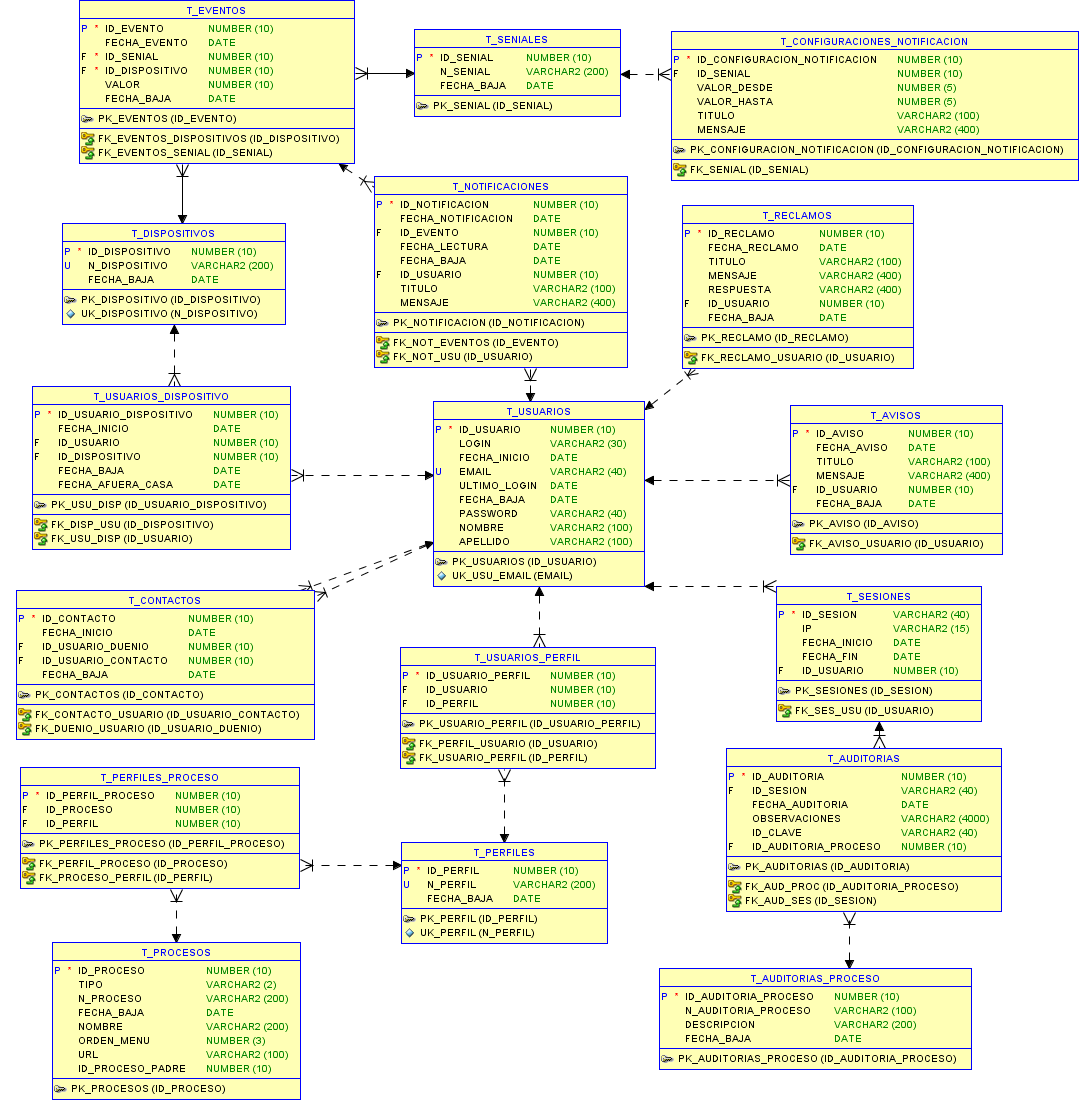 T_EVENTOS
P * ID_EVENTO NUMBER (10)
FECHA_EVENTO DATE
F * ID_SENIAL NUMBER (10)
F * ID_DISPOSITIVO NUMBER (10)
VALOR NUMBER (10)
FECHA_BAJA DATE
PK_EVENTOS (ID_EVENTO)
FK_EVENTOS_DISPOSITIVOS (ID_DISPOSITIVO)
FK_EVENTOS_SENIAL (ID_SENIAL)
T_SENIALES
P * ID_SENIAL NUMBER (10)
N_SENIAL VARCHAR2 (200)
FECHA_BAJA DATE
PK_SENIAL (ID_SENIAL)
T_CONFIGURACIONES_NOTIFICACION
P * ID_CONFIGURACION_NOTIFICACION NUMBER (10)
F ID_SENIAL NUMBER (10)
VALOR_DESDE NUMBER (5)
VALOR_HASTA NUMBER (5)
TITULO VARCHAR2 (100)
MENSAJE VARCHAR2 (400)
PK_CONFIGURACION_NOTIFICACION (ID_CONFIGURACION_NOTIFICACION)
FK_SENIAL (ID_SENIAL)
T_DISPOSITIVOS
P * ID_DISPOSITIVO NUMBER (10)
U N_DISPOSITIVO VARCHAR2 (200)
FECHA_BAJA DATE
PK_DISPOSITIVO (ID_DISPOSITIVO)
UK_DISPOSITIVO (N_DISPOSITIVO)
T_NOTIFICACIONES
P * ID_NOTIFICACION NUMBER (10)
FECHA_NOTIFICACION DATE
F ID_EVENTO NUMBER (10)
FECHA_LECTURA DATE
FECHA_BAJA DATE
F ID_USUARIO NUMBER (10)
TITULO VARCHAR2 (100)
MENSAJE VARCHAR2 (400)
PK_NOTIFICACION (ID_NOTIFICACION)
FK_NOT_EVENTOS (ID_EVENTO)
FK_NOT_USU (ID_USUARIO)
T_RECLAMOS
P * ID_RECLAMO NUMBER (10)
FECHA_RECLAMO DATE
TITULO VARCHAR2 (100)
MENSAJE VARCHAR2 (400)
RESPUESTA VARCHAR2 (400)
F ID_USUARIO NUMBER (10)
FECHA_BAJA DATE
PK_RECLAMO (ID_RECLAMO)
FK_RECLAMO_USUARIO (ID_USUARIO)
T_USUARIOS_DISPOSITIVO
P * ID_USUARIO_DISPOSITIVO NUMBER (10)
FECHA_INICIO DATE
F ID_USUARIO NUMBER (10)
F ID_DISPOSITIVO NUMBER (10)
FECHA_BAJA DATE
FECHA_AFUERA_CASA DATE
PK_USU_DISP (ID_USUARIO_DISPOSITIVO)
FK_DISP_USU (ID_DISPOSITIVO)
FK_USU_DISP (ID_USUARIO)
T_USUARIOS
P * ID_USUARIO NUMBER (10)
LOGIN VARCHAR2 (30)
FECHA_INICIO DATE
U EMAIL VARCHAR2 (40)
ULTIMO_LOGIN DATE
FECHA_BAJA DATE
PASSWORD VARCHAR2 (40)
NOMBRE VARCHAR2 (100)
APELLIDO VARCHAR2 (100)
PK_USUARIOS (ID_USUARIO)
UK_USU_EMAIL (EMAIL)
T_AVISOS
P * ID_AVISO NUMBER (10)
FECHA_AVISO DATE
TITULO VARCHAR2 (100)
MENSAJE VARCHAR2 (400)
F ID_USUARIO NUMBER (10)
FECHA_BAJA DATE
PK_AVISO (ID_AVISO)
FK_AVISO_USUARIO (ID_USUARIO)
T_CONTACTOS
P * ID_CONTACTO NUMBER (10)
FECHA_INICIO DATE
F ID_USUARIO_DUENIO NUMBER (10)
F ID_USUARIO_CONTACTO NUMBER (10)
FECHA_BAJA DATE
PK_CONTACTOS (ID_CONTACTO)
FK_CONTACTO_USUARIO (ID_USUARIO_CONTACTO)
FK_DUENIO_USUARIO (ID_USUARIO_DUENIO)
T_USUARIOS_PERFIL
P * ID_USUARIO_PERFIL NUMBER (10)
F ID_USUARIO NUMBER (10)
F ID_PERFIL NUMBER (10)
PK_USUARIO_PERFIL (ID_USUARIO_PERFIL)
FK_PERFIL_USUARIO (ID_USUARIO)
FK_USUARIO_PERFIL (ID_PERFIL)
T_SESIONES
P * ID_SESION VARCHAR2 (40)
IP VARCHAR2 (15)
FECHA_INICIO DATE
FECHA_FIN DATE
F ID_USUARIO NUMBER (10)
PK_SESIONES (ID_SESION)
FK_SES_USU (ID_USUARIO)
T_PERFILES_PROCESO
P * ID_PERFIL_PROCESO NUMBER (10)
F ID_PROCESO NUMBER (10)
F ID_PERFIL NUMBER (10)
PK_PERFILES_PROCESO (ID_PERFIL_PROCESO)
FK_PERFIL_PROCESO (ID_PROCESO)
FK_PROCESO_PERFIL (ID_PERFIL)
T_AUDITORIAS
P * ID_AUDITORIA NUMBER (10)
F ID_SESION VARCHAR2 (40)
FECHA_AUDITORIA DATE
OBSERVACIONES VARCHAR2 (4000)
ID_CLAVE VARCHAR2 (40)
F ID_AUDITORIA_PROCESO NUMBER (10)
PK_AUDITORIAS (ID_AUDITORIA)
FK_AUD_PROC (ID_AUDITORIA_PROCESO)
FK_AUD_SES (ID_SESION)
T_PERFILES
P * ID_PERFIL NUMBER (10)
U N_PERFIL VARCHAR2 (200)
FECHA_BAJA DATE
PK_PERFIL (ID_PERFIL)
UK_PERFIL (N_PERFIL)
T_PROCESOS
P * ID_PROCESO NUMBER (10)
TIPO VARCHAR2 (2)
N_PROCESO VARCHAR2 (200)
FECHA_BAJA DATE
NOMBRE VARCHAR2 (200)
ORDEN_MENU NUMBER (3)
URL VARCHAR2 (100)
ID_PROCESO_PADRE NUMBER (10)
PK_PROCESOS (ID_PROCESO)
T_AUDITORIAS_PROCESO
P * ID_AUDITORIA_PROCESO NUMBER (10)
N_AUDITORIA_PROCESO VARCHAR2 (100)
DESCRIPCION VARCHAR2 (200)
FECHA_BAJA DATE
PK_AUDITORIAS_PROCESO (ID_AUDITORIA_PROCESO)